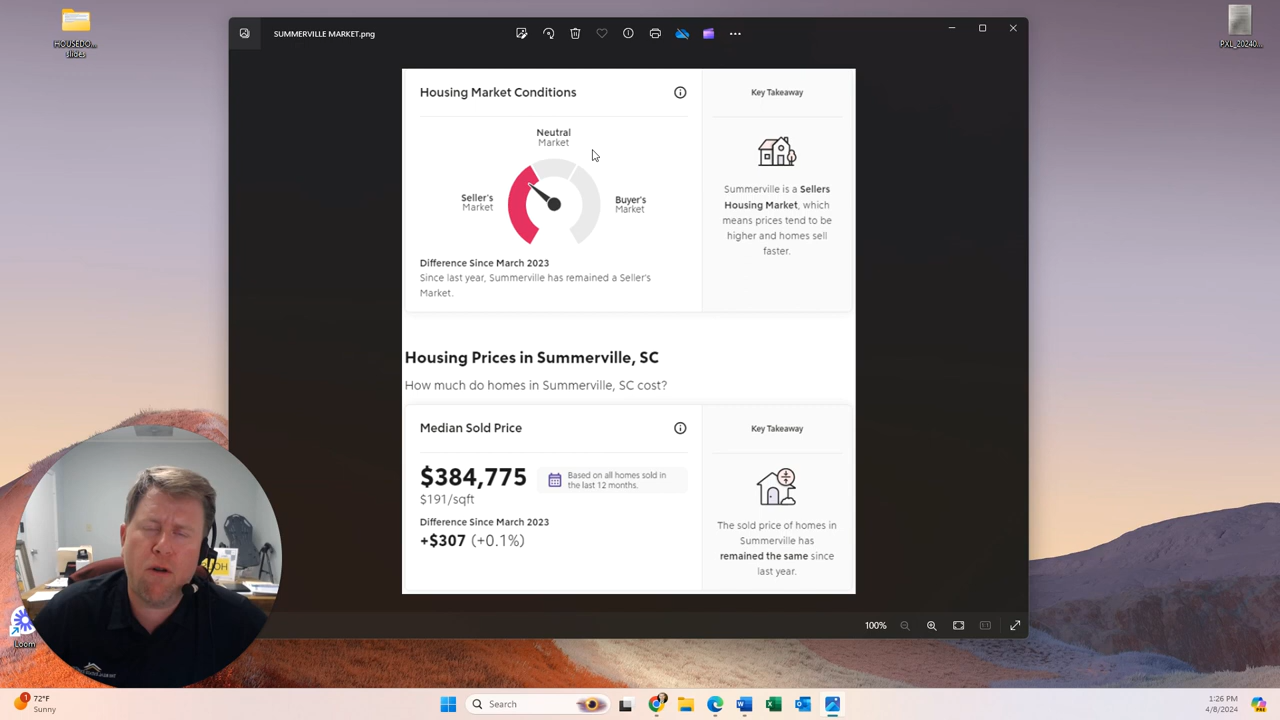 HOUSEDO...
slides
SUMMERVILLE MARKET.png
PXL_20240...
Housing Market Conditions
Neutral
Market
Seller's
Market
Buyer's
Market
Difference Since March 2023
Since last year, Summerville has remained a Seller's
Market.
Key Takeaway
Summerville is a Sellers
Housing Market, which
means prices tend to be
higher and homes sell
faster.
Housing Prices in Summerville, SC
How much do homes in Summerville, SC cost?
Median Sold Price
$384,775
$191/sqft
Based on all homes sold in
the last 12 months.
Difference Since March 2023
+$307 (+0.1%)
Key Takeaway
The sold price of homes in
Summerville has
remained the same since
last year.
Loom
100%
72°F
Sunny
Search
1:26 PM
4/8/2024